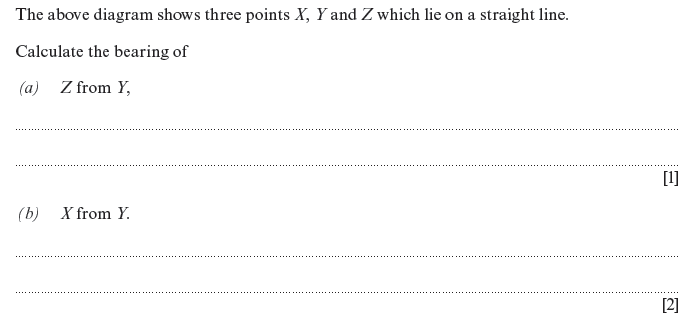 The above diagram shows three points X, Y and Z which lie on a straight line.
Calculate the bearing of
(a) Z from Y,
[1]
(b) X from Y.
[2]